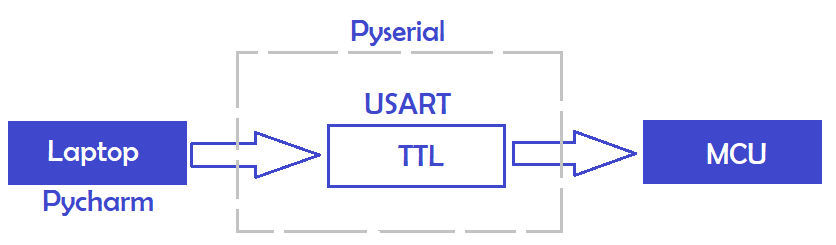 Pyserial
USART
Laptop
TTL
MCU
Pycharm